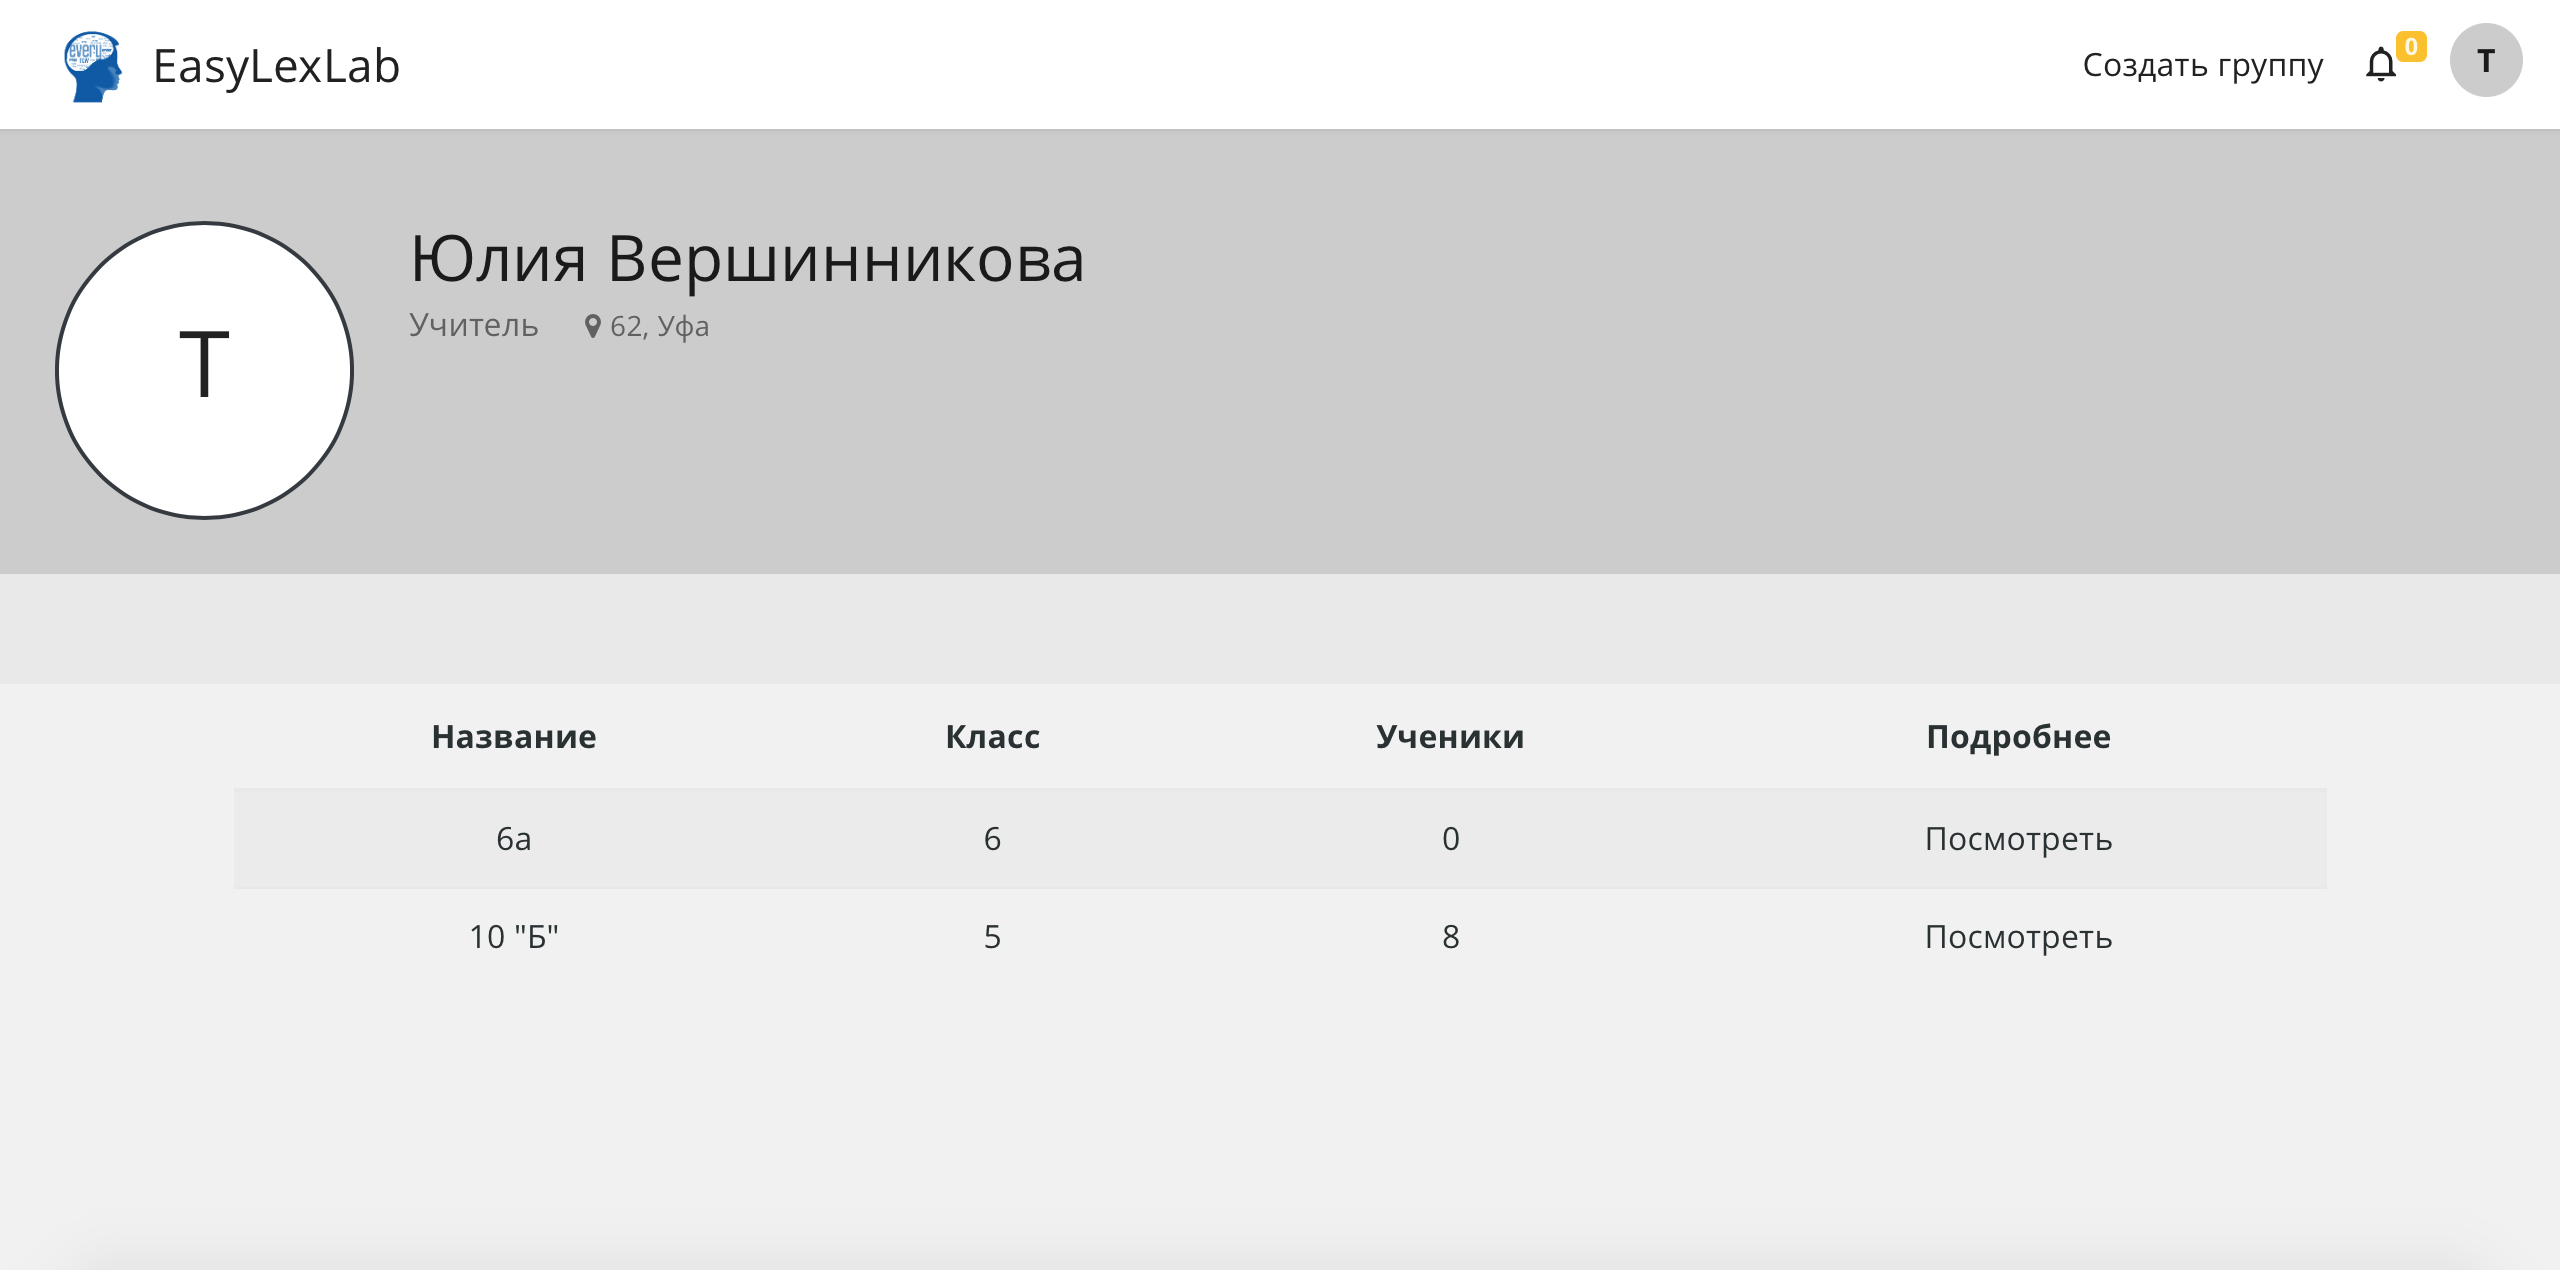 every
EasyLexLab
Создать группу
0
T
T
Юлия Вершинникова
Учитель 62, Уфа
Название Класс Ученики Подробнее
6а 6 0 Посмотреть
10 "Б" 5 8 Посмотреть